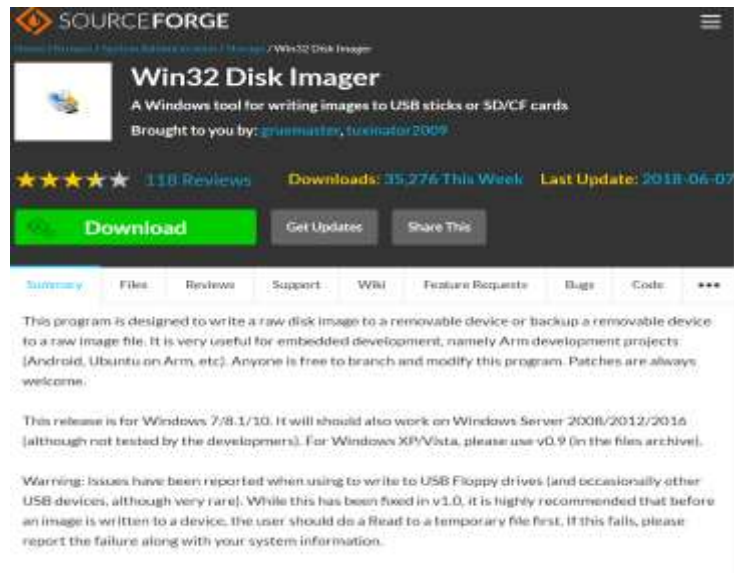 SOURCEFORGE
Home / Browse / System Administration / Storage / Win32 Disk Imager
Win32 Disk Imager
A Windows tool for writing images to USB sticks or SD/CF cards
Brought to you by: gruemaster, tuxinator2009
118 Reviews Downloads: 35,276 This Week Last Update: 2018-06-07
Download Get Updates Share This
Summary Files Reviews Support Wiki Feature Requests Bugs Code
This program is designed to write a raw disk image to a removable device or backup a removable device
to a raw image file. It is very useful for embedded development, namely Arm development projects
(Android, Ubuntu on Arm, etc). Anyone is free to branch and modify this program. Patches are always
welcome.
This release is for Windows 7/8.1/10. It will should also work on Windows Server 2008/2012/2016
(although not tested by the developmers). For Windows XP/Vista, please use v0.9 (in the files archive).
Warning: Issues have been reported when using to write to USB Floppy drives (and occasionally other
USB devices, although very rare). While this has been fixed in v1.0, it is highly recommended that before
an image is written to a device, the user should do a Read to a temporary file first. If this fails, please
report the failure along with your system information.